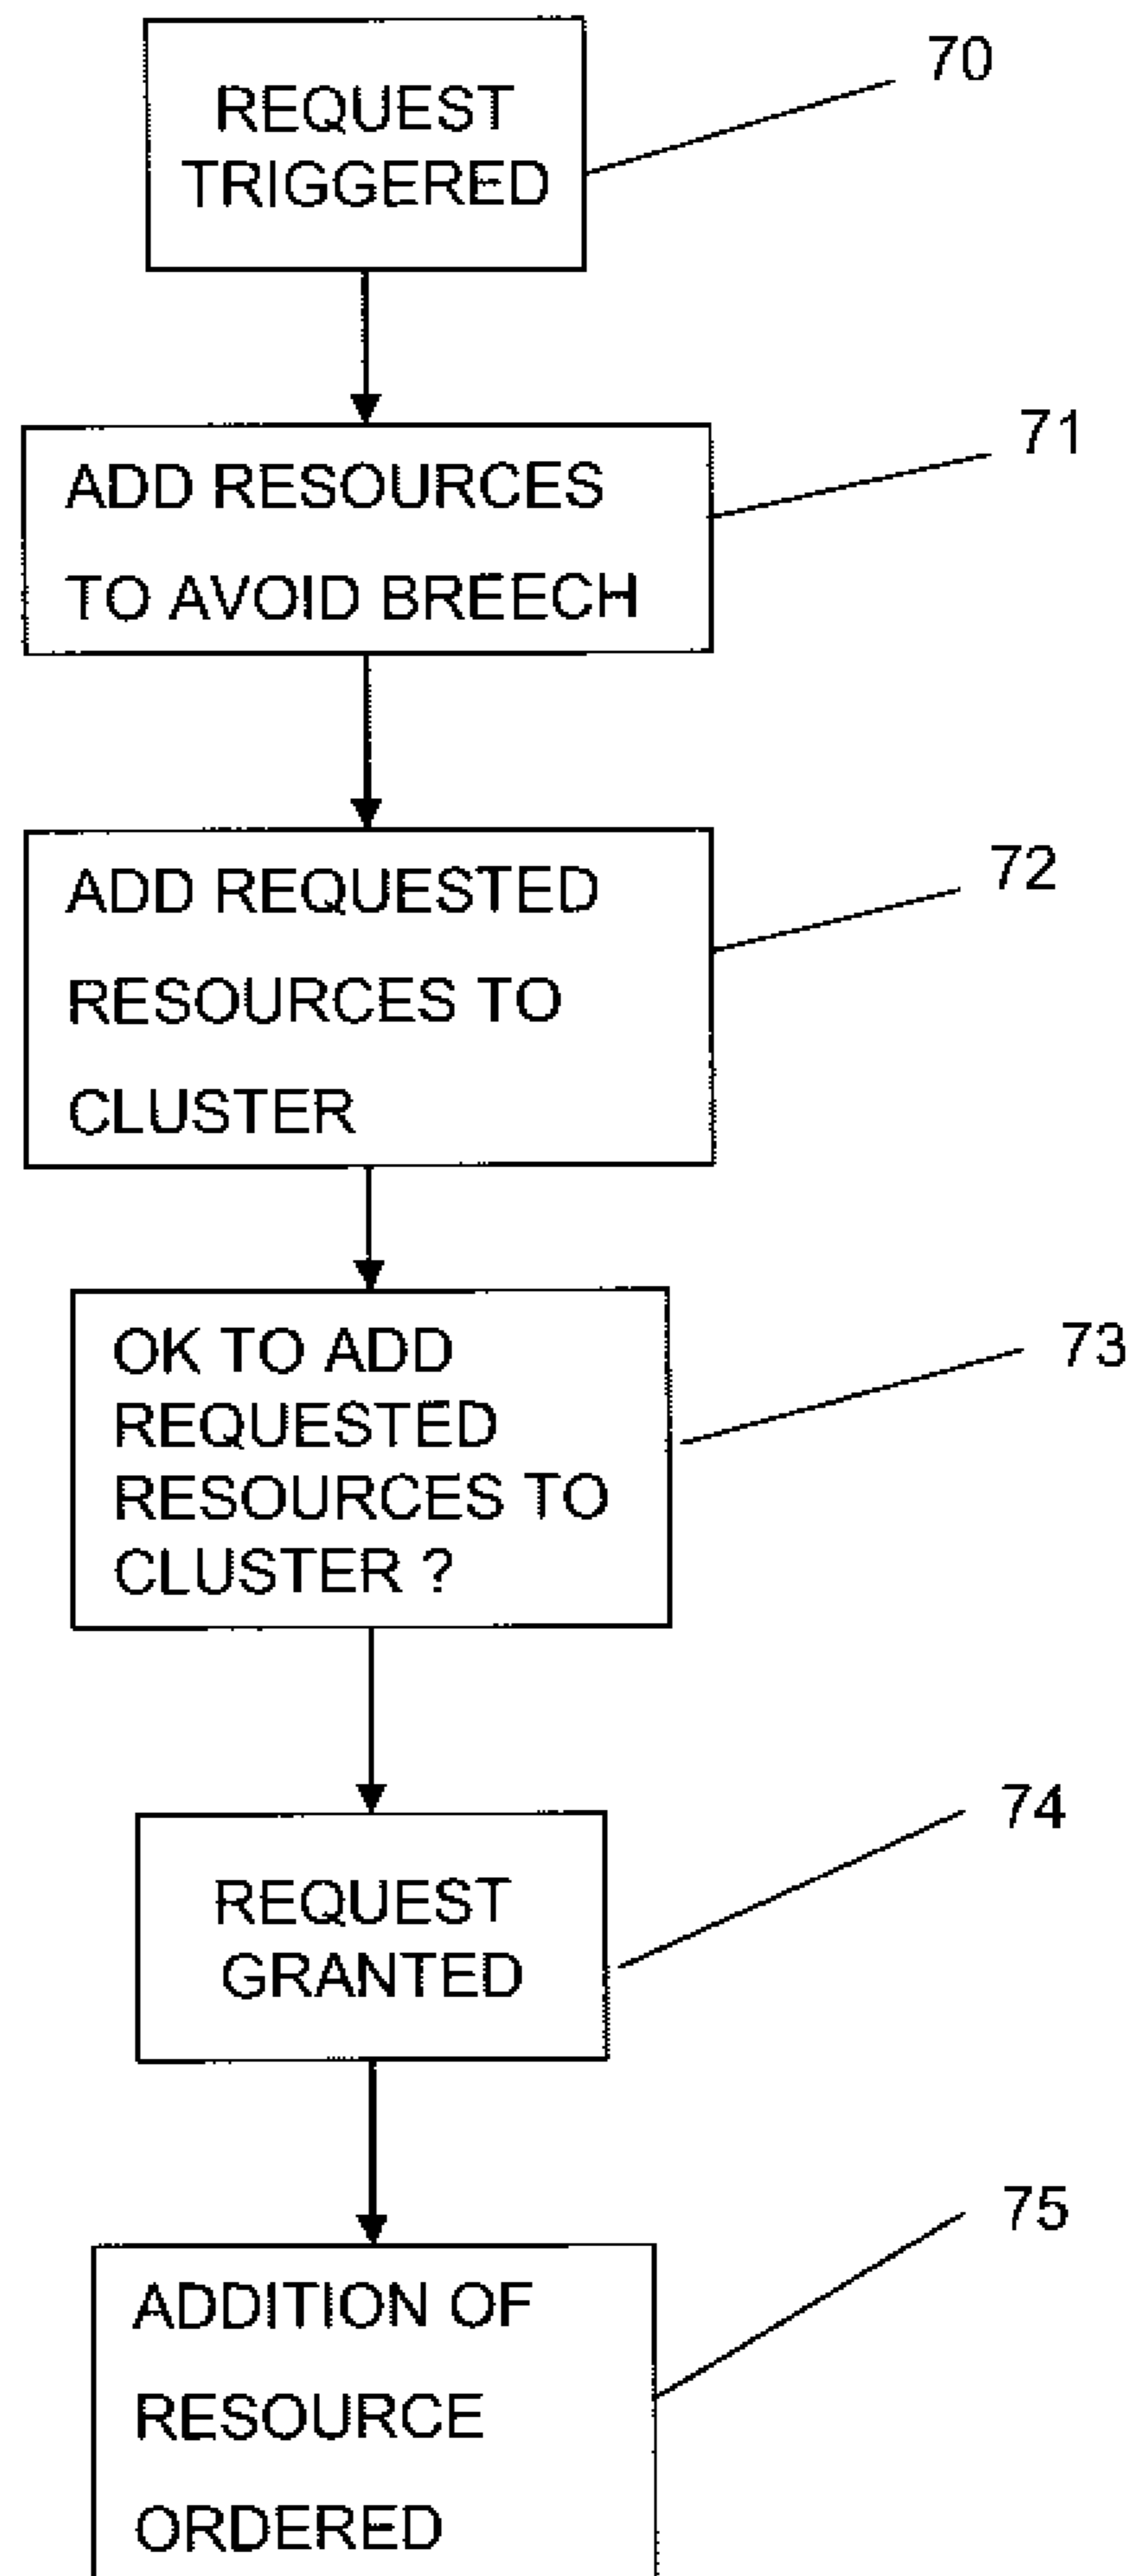 REQUEST
TRIGGERED
70
ADD RESOURCES
TO AVOID BREECH
71
ADD REQUESTED
RESOURCES TO
CLUSTER
72
OK TO ADD
REQUESTED
RESOURCES TO
CLUSTER ?
73
REQUEST
GRANTED
74
ADDITION OF
RESOURCE
ORDERED
75